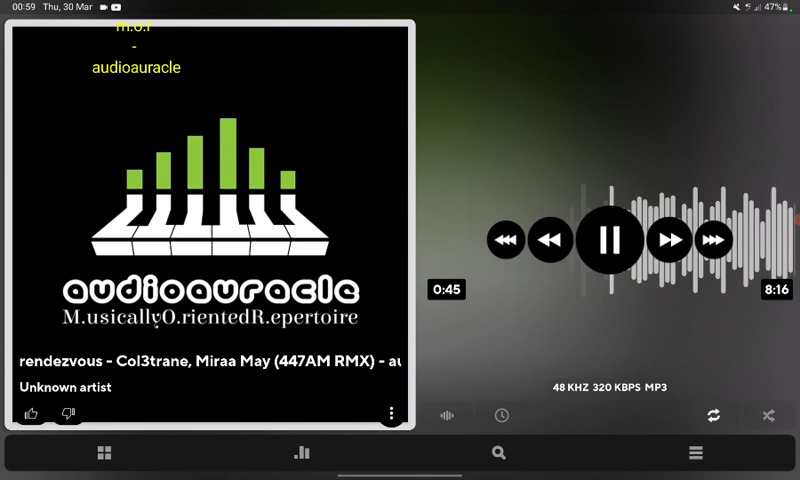 00:59 Thu, 30 Mar
47%
m.o.r
-
audioauracle
audioauracle
M.usicallyO.rientedR.epertoire
rendezvous - Col3trane, Miraa May (447AM RMX) - au
Unknown artist
0:45
8:16
48 KHZ 320 KBPS MP3